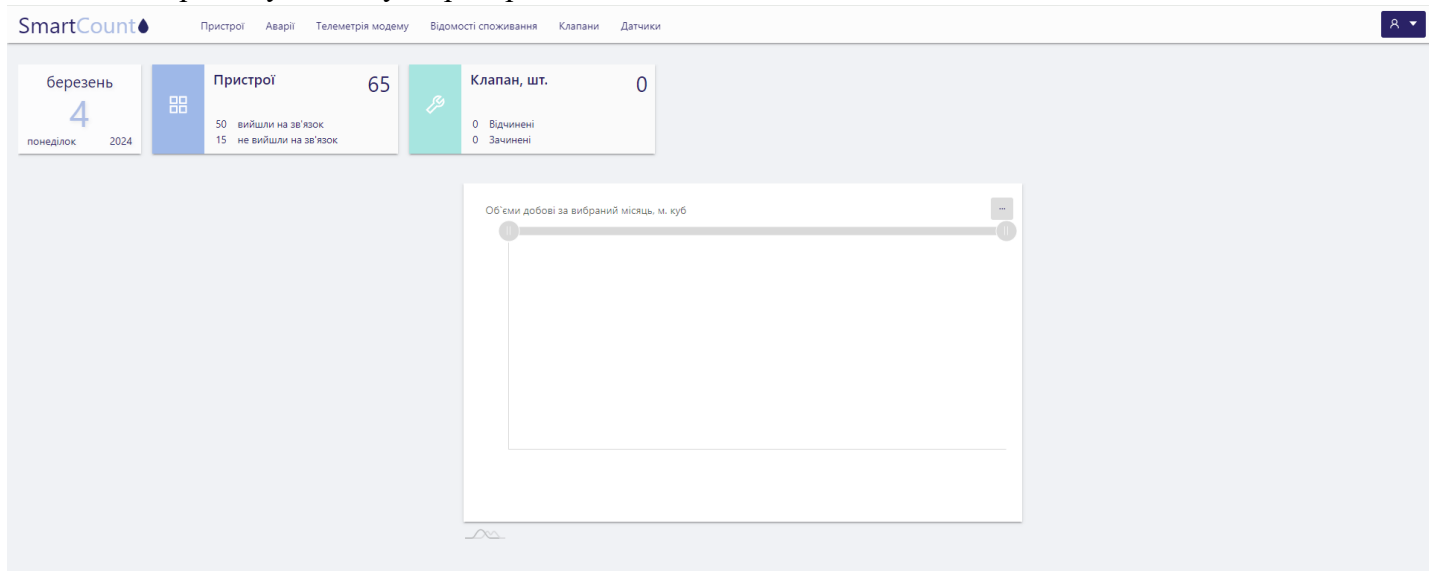 SmartCount
Пристрої Аварії Телеметрія модему Відомості споживання Клапани Датчики
березень
4
понеділок 2024
Пристрої 65
50 вийшли на зв'язок
15 не вийшли на зв'язок
Клапан, шт. 0
0 Відчинені
0 Зачинені
Об'єми добові за вибраний місяць, м. куб
...